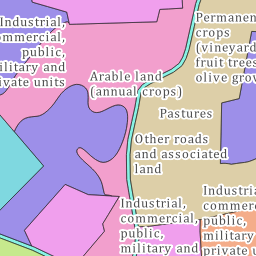 Industrial,
commercial,
public,
military and
private units
Permanent
crops
(vineyards,
fruit trees,
olive groves
Arable land
(annual crops)
Pastures
Other roads
and associated
land
Industrial,
commercial,
public,
military and
Industrial
commercial
public,
military
private u